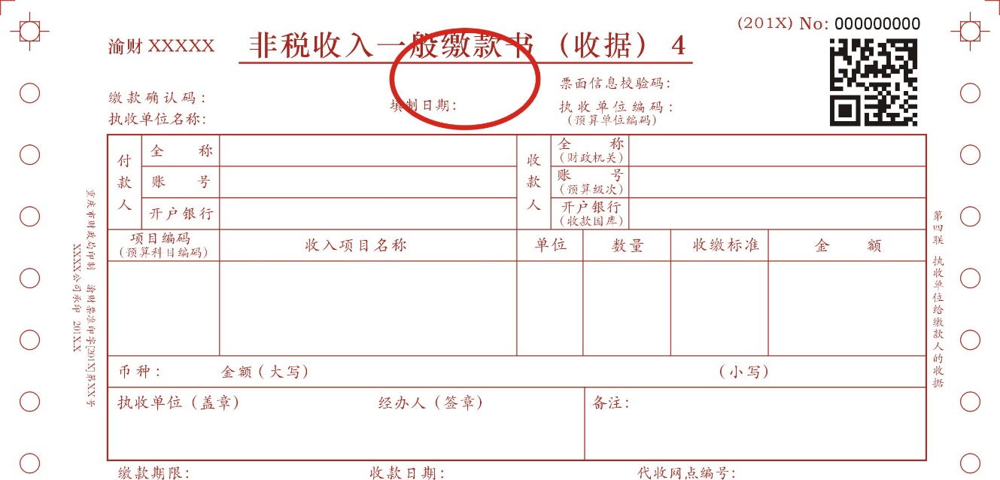 (201X) No: 000000000
渝财 XXXXX
非税收入一般缴款书（收据）4
票面信息校验码：
缴款确认码：
填制日期：
执收单位编码：
（预算单位编码）
执收单位名称：
付款人
全 称
账 号
开户银行
收款人
全 称
（财政机关）
账 号
（预算级次）
开户银行
（收款国库）
项目编码
（预算科目编码）
收入项目名称
单位
数量
收缴标准
金 额
币种：
金额（大写）
（小写）
执收单位（盖章）
经办人（签章）
备注：
缴款期限：
收款日期：
代收网点编号：
重庆市财政局印制 渝财票准印字[201X]第XX号
XXXX公司承印 201X.X
第四联 执收单位给缴款人的收据